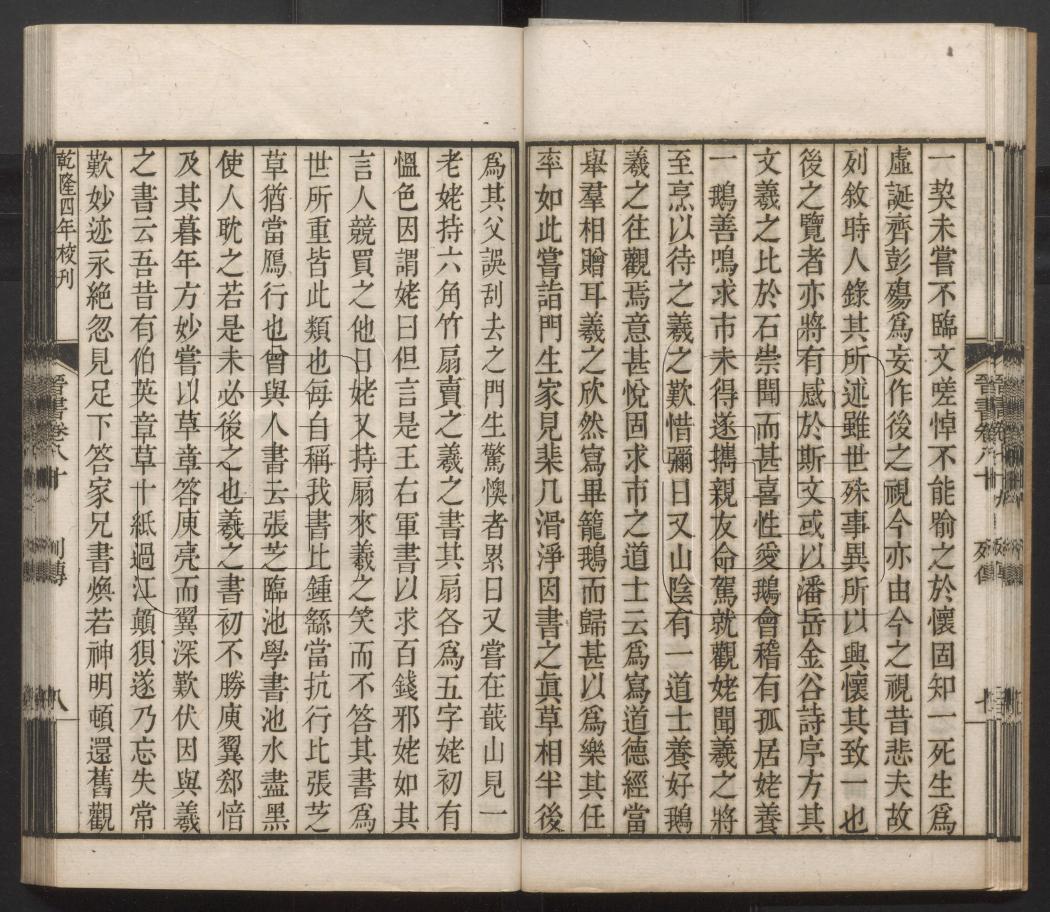 一契未嘗不臨文嗟悼不能喻之於懷固知一死生爲
虛誕齊彭殤爲妄作後之視今亦由今之視昔悲夫故
列敘時人錄其所述雖世殊事異所以興懷其致一也
後之覽者亦將有感於斯文或以潘岳金谷詩序方其
文羲之比於石崇聞而甚喜性愛鵝會稽有孤居姥養
一鵝善鳴求市未得遂攜親友命駕就觀姥聞羲之將
至烹以待之羲之歎惜彌日又山陰有一道士養好鵝
羲之往觀焉意甚悅固求市之道士云爲寫道德經當
舉羣相贈耳羲之欣然寫畢籠鵝而歸甚以爲樂其任
率如此嘗詣門生家見棐几滑淨因書之眞草相半後
爲其父誤刮去之門生驚懊者累日又嘗在蕺山見一
老姥持六角竹扇賣之羲之書其扇各爲五字姥初有
慍色因謂姥曰但言是王右軍書以求百錢邪姥如其
言人競買之他日姥又持扇來羲之笑而不答其書爲
世所重皆此類也每自稱我書比鍾繇當抗行比張芝
草猶當鴈行也曾與人書云張芝臨池學書池水盡黑
使人耽之若是未必後之也羲之書初不勝庾翼郄愔
及其暮年方妙嘗以草章答庾亮而翼深歎伏因與羲
之書云吾昔有伯英章草十紙過江顛狽遂乃忘失常
歎妙迹永絶忽見足下答家兄書煥若神明頓還舊觀
乾隆四年校刊
晉書卷八十 列傳 八